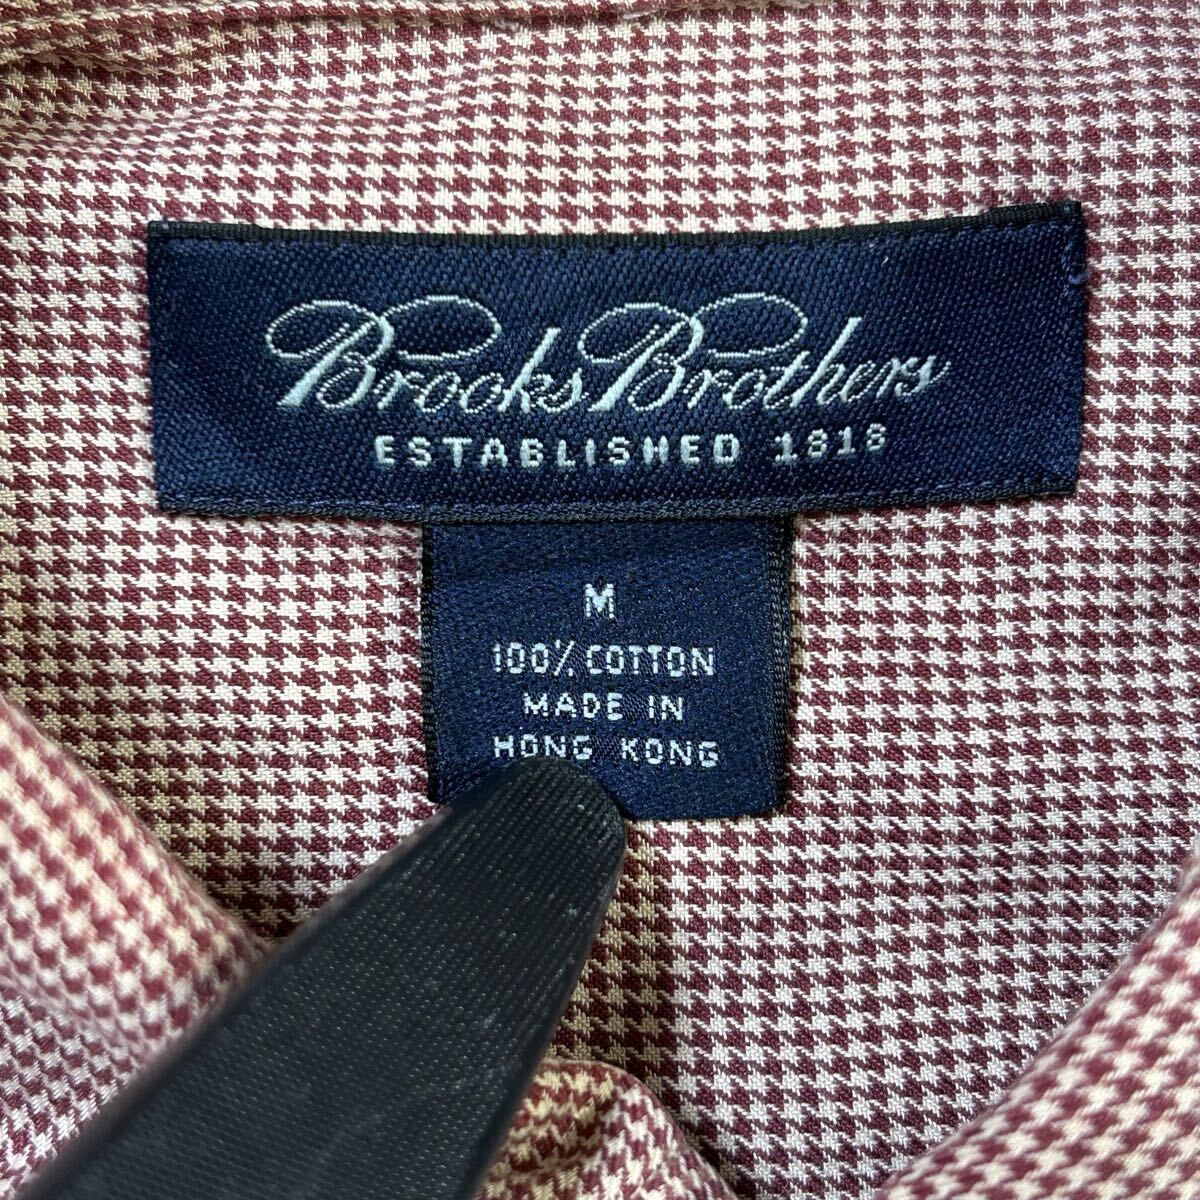 Brooks Brothers
ESTABLISHED 1818
M
100% COTTON
MADE IN
HONG KONG